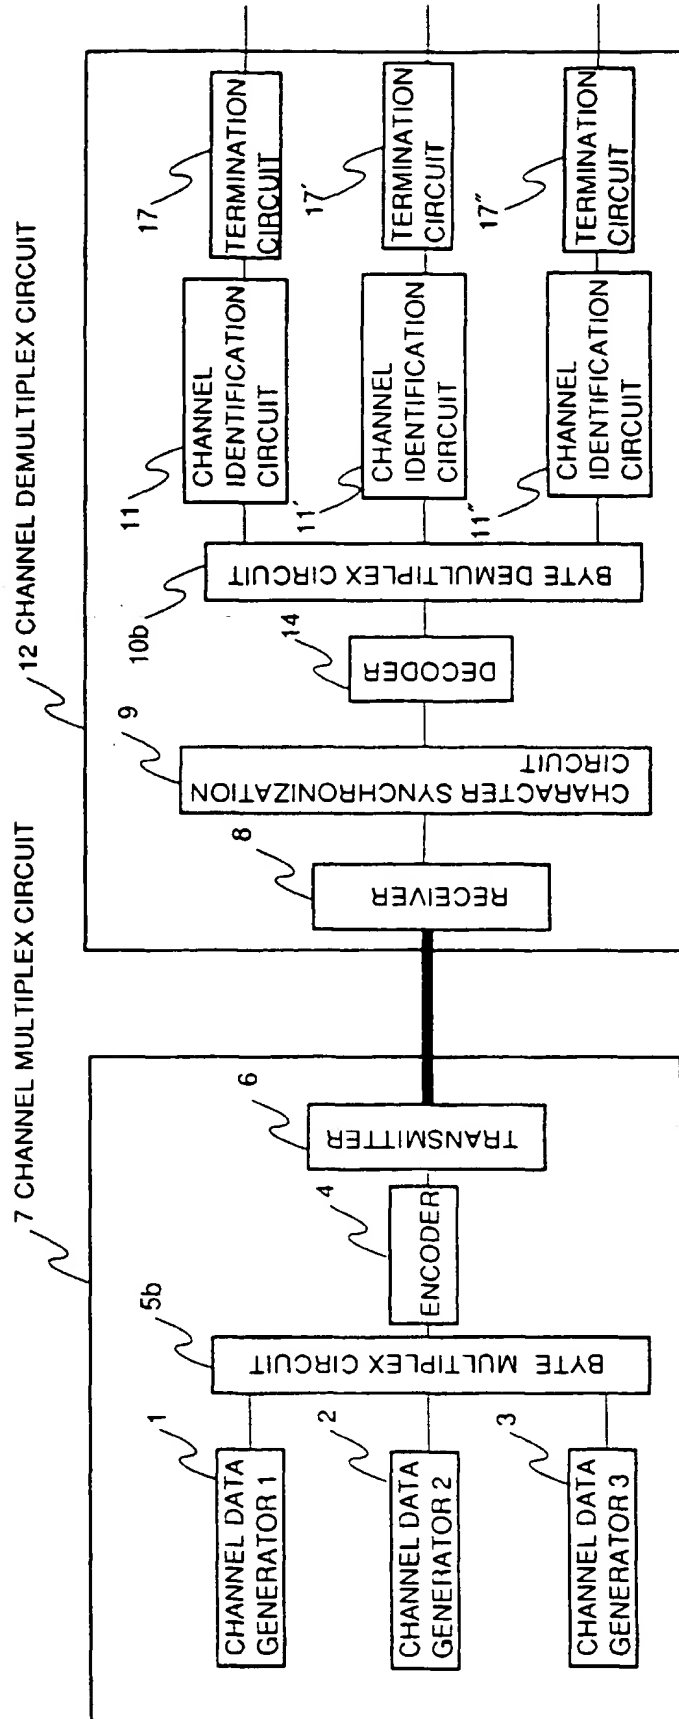 7 CHANNEL MULTIPLEX CIRCUIT
12 CHANNEL DEMULTIPLEX CIRCUIT
1
CHANNEL DATA
GENERATOR 1
2
CHANNEL DATA
GENERATOR 2
3
CHANNEL DATA
GENERATOR 3
5b
BYTE MULTIPLEX CIRCUIT
4
ENCODER
6
TRANSMITTER
8
RECEIVER
9
CHARACTER SYNCHRONIZATION
CIRCUIT
14
DECODER
10b
BYTE DEMULTIPLEX CIRCUIT
11
CHANNEL
IDENTIFICATION
CIRCUIT
11′
CHANNEL
IDENTIFICATION
CIRCUIT
11″
CHANNEL
IDENTIFICATION
CIRCUIT
17
TERMINATION
CIRCUIT
17′
TERMINATION
CIRCUIT
17″
TERMINATION
CIRCUIT